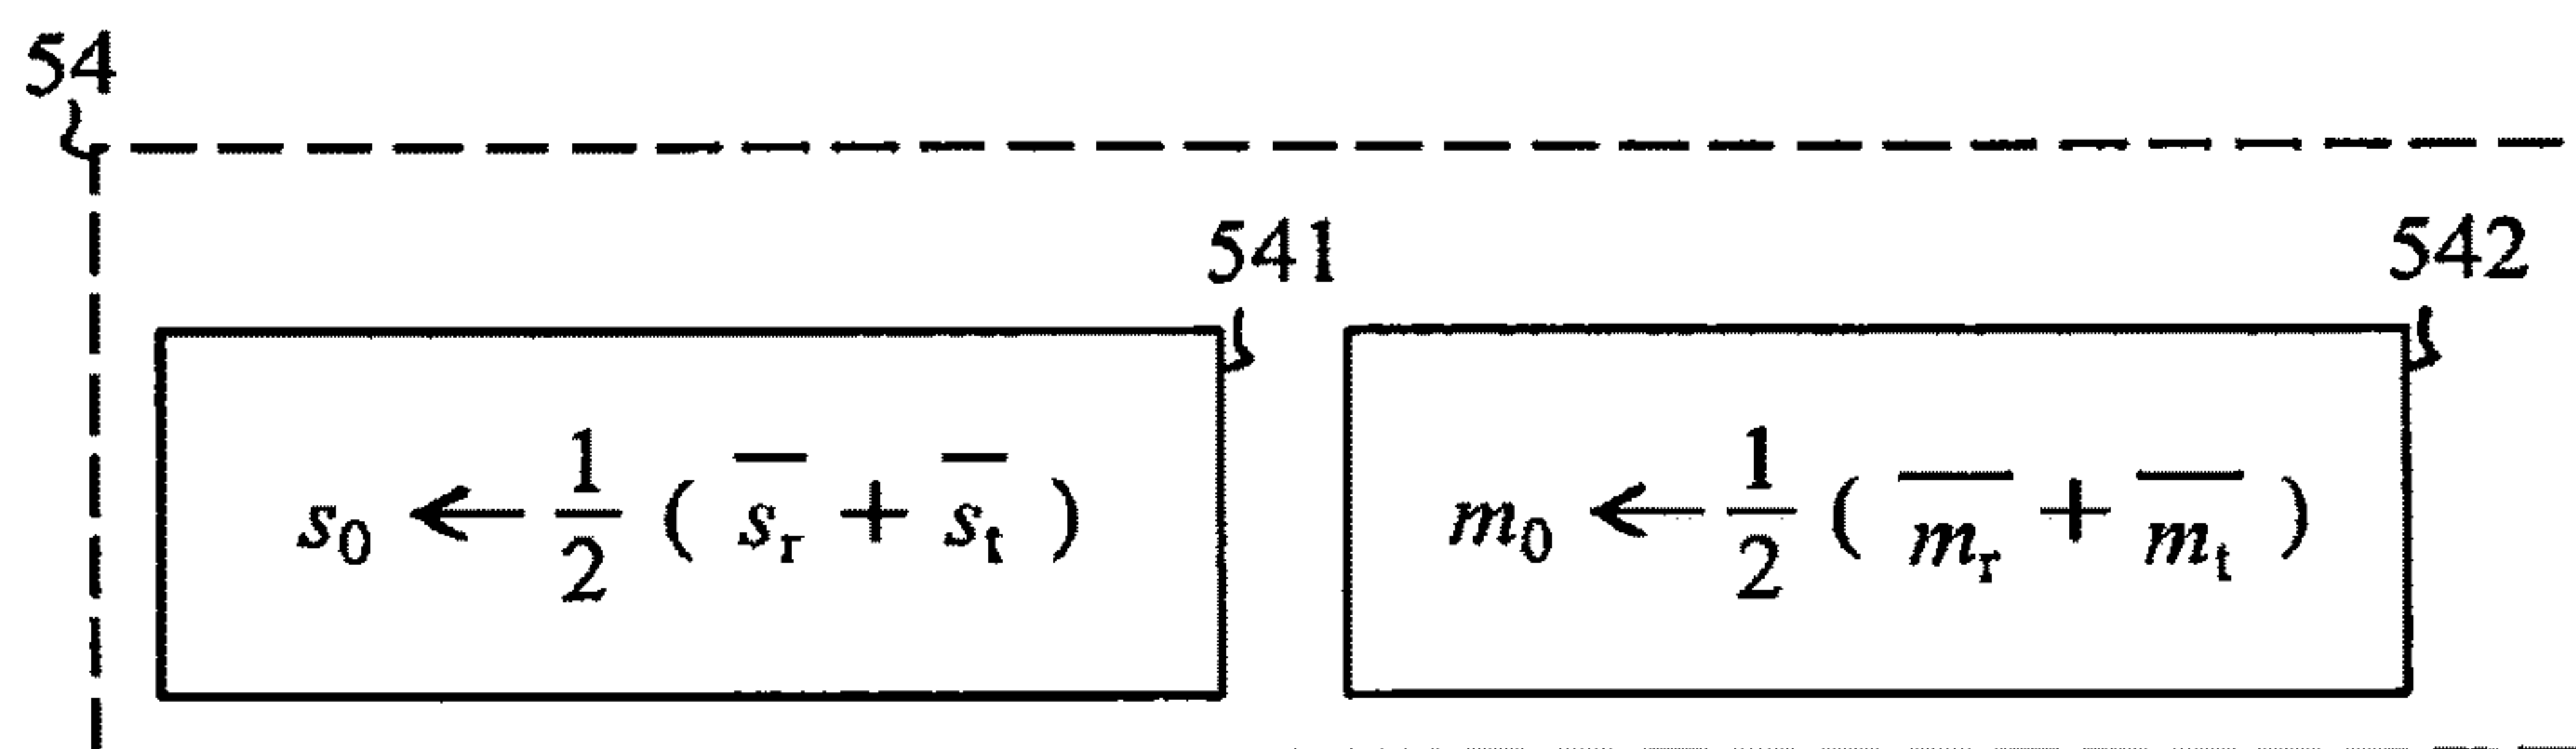 54
541
542
s₀ ← 1/2 ( s̅ᵣ + s̅ₜ )
m₀ ← 1/2 ( m̅ᵣ + m̅ₜ )